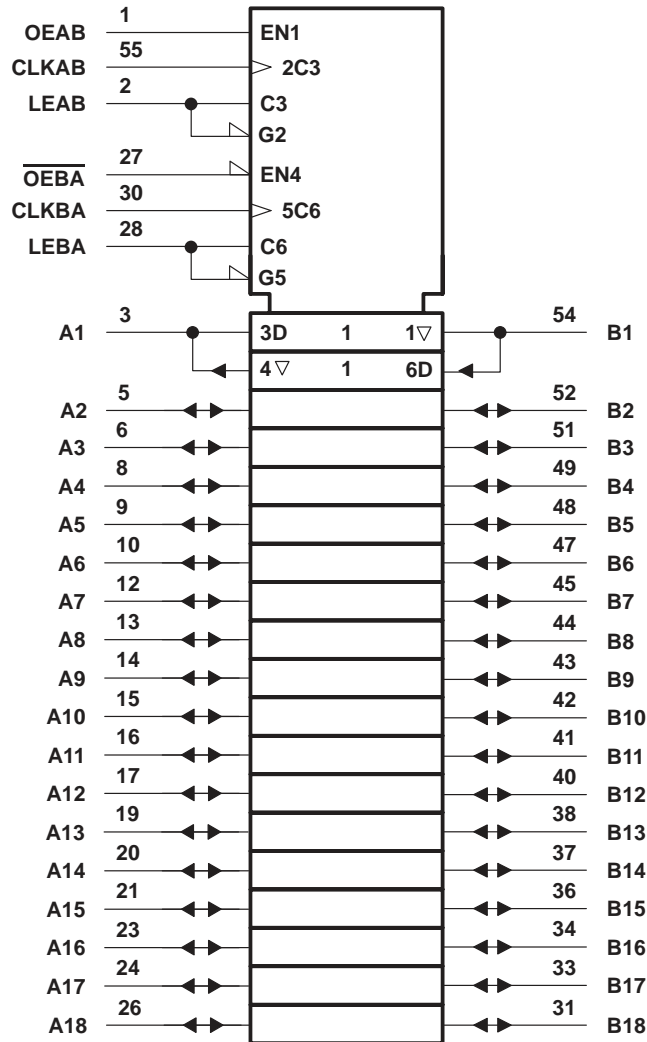 1
OEAB EN1
55
CLKAB 2C3
2
LEAB C3
G2
27
OEBA EN4
30
CLKBA 5C6
28
LEBA C6
G5
3 54
A1 3D 1 1▽ B1
4▽ 1 6D
5 52
A2 B2
6 51
A3 B3
8 49
A4 B4
9 48
A5 B5
10 47
A6 B6
12 45
A7 B7
13 44
A8 B8
14 43
A9 B9
15 42
A10 B10
16 41
A11 B11
17 40
A12 B12
19 38
A13 B13
20 37
A14 B14
21 36
A15 B15
23 34
A16 B16
24 33
A17 B17
26 31
A18 B18